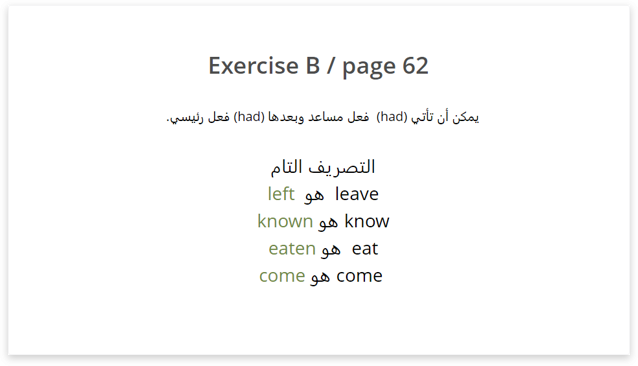 Exercise B / page 62
يمكن أن تأتي (had) فعل مساعد وبعدها (had) فعل رئيسي.
التصريف التام
leave هو left
know هو known
eat هو eaten
come هو come